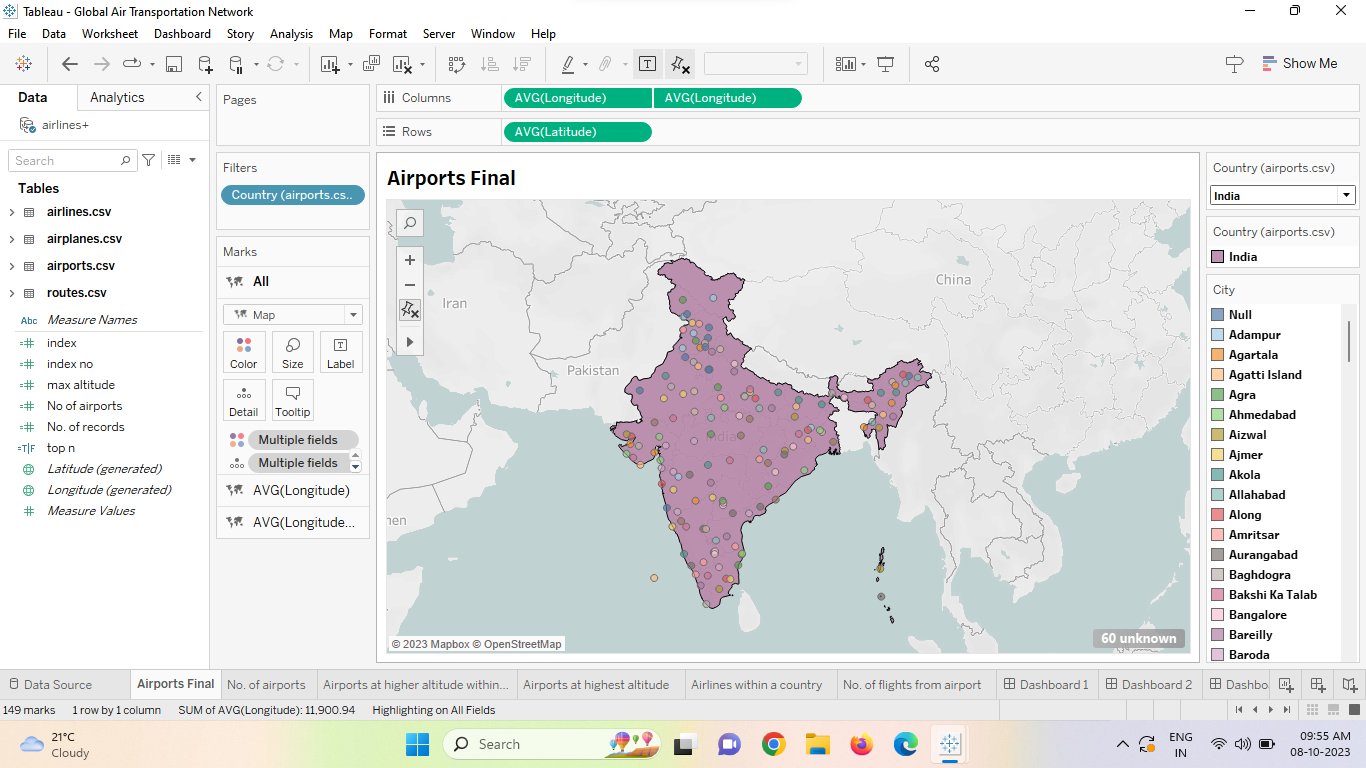 Tableau - Global Air Transportation Network
File Data Worksheet Dashboard Story Analysis Map Format Server Window Help
Show Me
Data Analytics
airlines+
Search
Tables
airlines.csv
airplanes.csv
airports.csv
routes.csv
Abc Measure Names
index
index no
max altitude
No of airports
No. of records
top n
Latitude (generated)
Longitude (generated)
Measure Values
Pages
Filters
Country (airports.cs..
Marks
All
Map
Color Size Label
Detail Tooltip
Multiple fields
Multiple fields
AVG(Longitude)
AVG(Longitude...
Columns AVG(Longitude) AVG(Longitude)
Rows AVG(Latitude)
Airports Final
Iran
Pakistan
China
India
men
© 2023 Mapbox © OpenStreetMap
60 unknown
Country (airports.csv)
India
Country (airports.csv)
India
City
Null
Adampur
Agartala
Agatti Island
Agra
Ahmedabad
Aizwal
Ajmer
Akola
Allahabad
Along
Amritsar
Aurangabad
Baghdogra
Bakshi Ka Talab
Bangalore
Bareilly
Baroda
Data Source Airports Final No. of airports Airports at higher altitude within... Airports at highest altitude Airlines within a country No. of flights from airport Dashboard 1 Dashboard 2 Dashbo
149 marks 1 row by 1 column SUM of AVG(Longitude): 11,900.94 Highlighting on All Fields
21°C
Cloudy
Search
ENG
IN
09:55 AM
08-10-2023